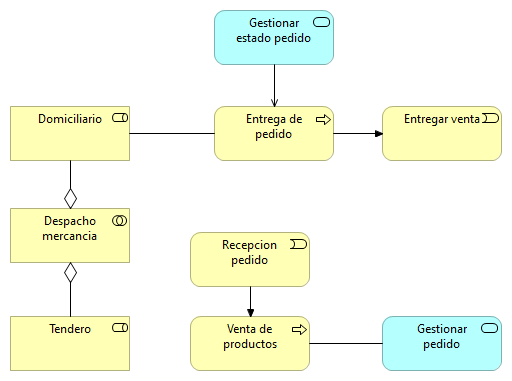 Gestionar
estado pedido
Domiciliario
Entrega de
pedido
Entregar venta
Despacho
mercancia
Recepcion
pedido
Tendero
Venta de
productos
Gestionar
pedido